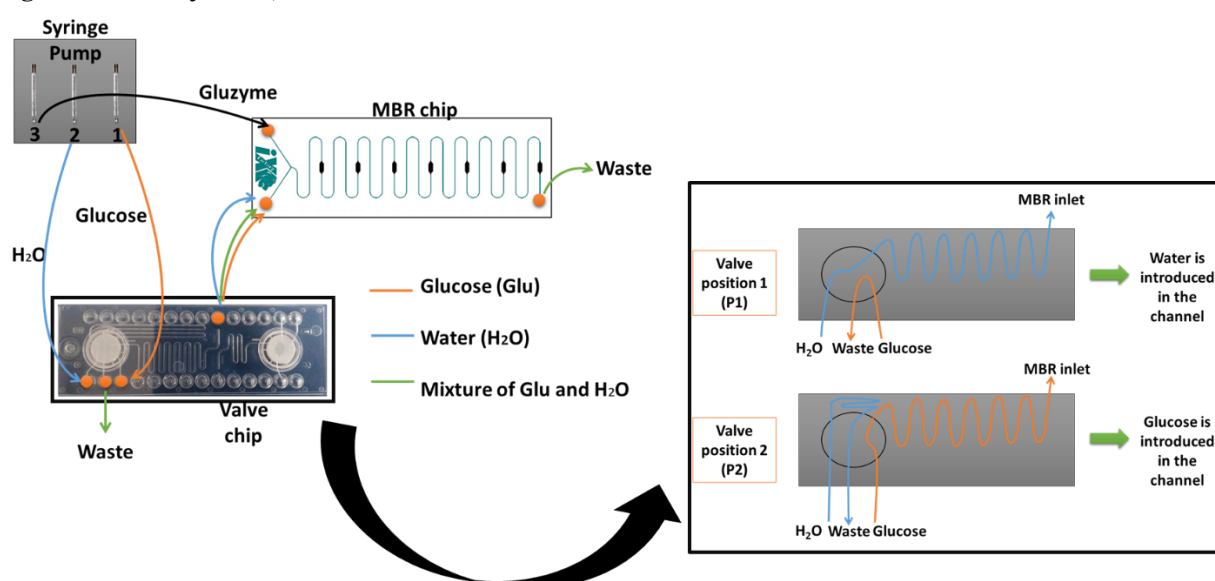 Syringe
Pump
3 2 1
Gluzyme
MBR chip
Waste
Glucose
H₂O
Glucose (Glu)
Water (H₂O)
Mixture of Glu and H₂O
Valve
chip
Waste
MBR inlet
Valve
position 1
(P1)
Water is
introduced
in the
channel
H₂O Waste Glucose
MBR inlet
Valve
position 2
(P2)
Glucose is
introduced
in the
channel
H₂O Waste Glucose